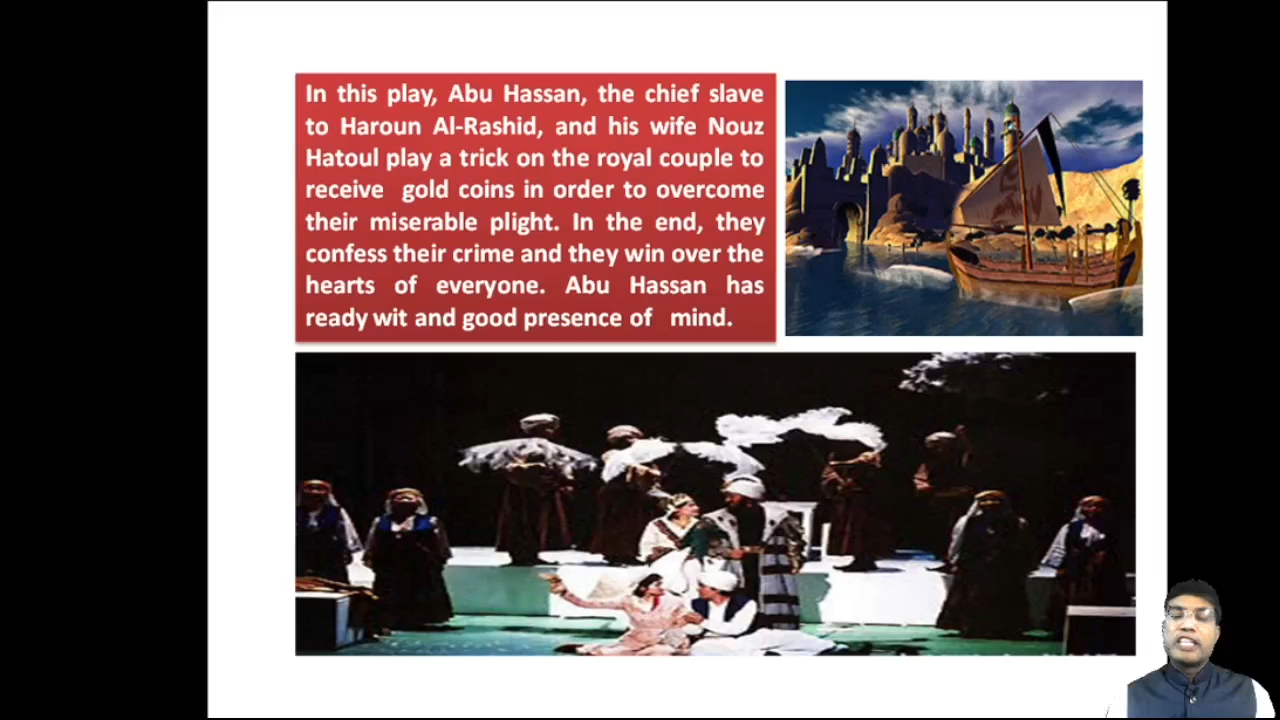 In this play, Abu Hassan, the chief slave
to Haroun Al-Rashid, and his wife Nouz
Hatoul play a trick on the royal couple to
receive gold coins in order to overcome
their miserable plight. In the end, they
confess their crime and they win over the
hearts of everyone. Abu Hassan has
ready wit and good presence of mind.